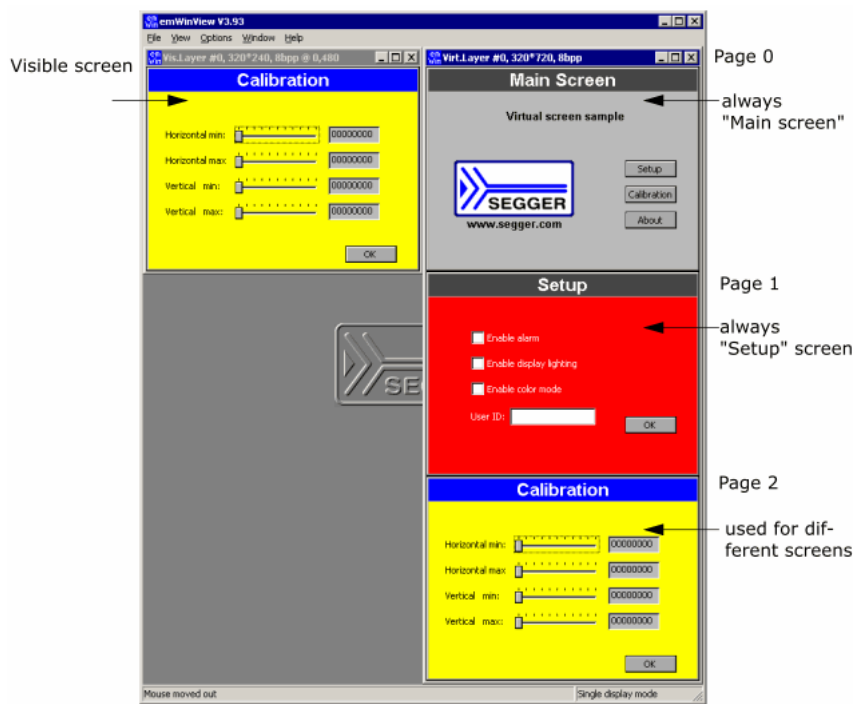 emWinView V3.93
File View Options Window Help
Visible screen
Vis.Layer #0, 320*240, 8bpp @ 0,480
Calibration
Horizontal min:
00000000
Horizontal max
00000000
Vertical min:
00000000
Vertical max:
00000000
OK
SE
Virt.Layer #0, 320*720, 8bpp
Page 0
Main Screen
always
"Main screen"
Virtual screen sample
SEGGER
www.segger.com
Setup
Calibration
About
Page 1
Setup
always
"Setup" screen
Enable alarm
Enable display lighting
Enable color mode
User ID:
OK
Page 2
Calibration
used for dif-
ferent screens
Horizontal min:
00000000
Horizontal max
00000000
Vertical min:
00000000
Vertical max:
00000000
OK
Mouse moved out
Single display mode